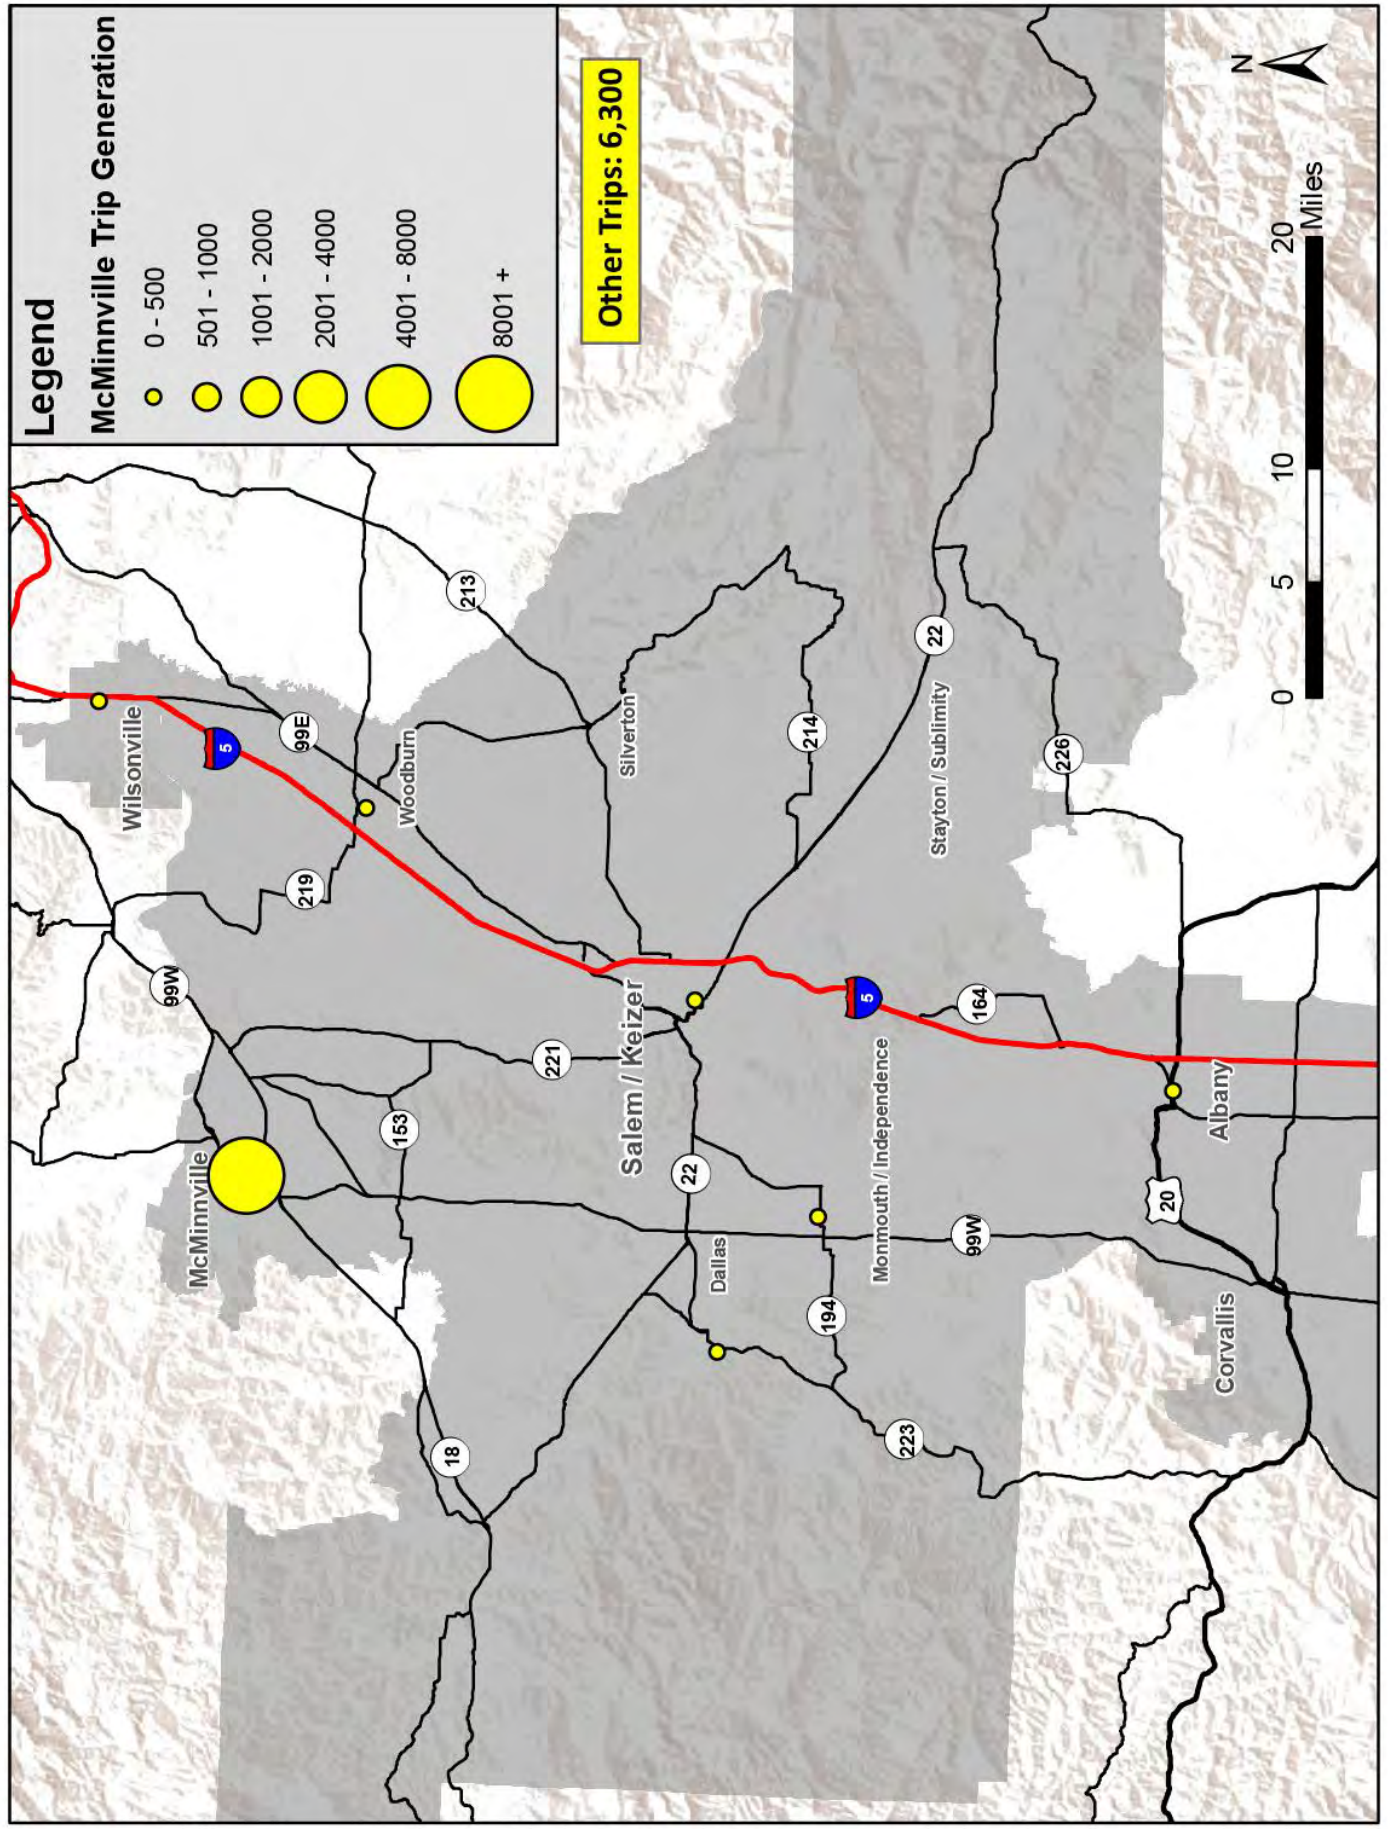 Legend
McMinnville Trip Generation
0 - 500
501 - 1000
1001 - 2000
2001 - 4000
4001 - 8000
8001 +
Other Trips: 6,300
N
0 5 10 20
Miles
Wilsonville
5
99E
213
219
Woodburn
99W
McMinnville
Silverton
221
153
Salem / Keizer
214
22
22
18
Dallas
Stayton / Sublimity
5
226
164
Monmouth / Independence
194
99W
223
Albany
20
Corvallis